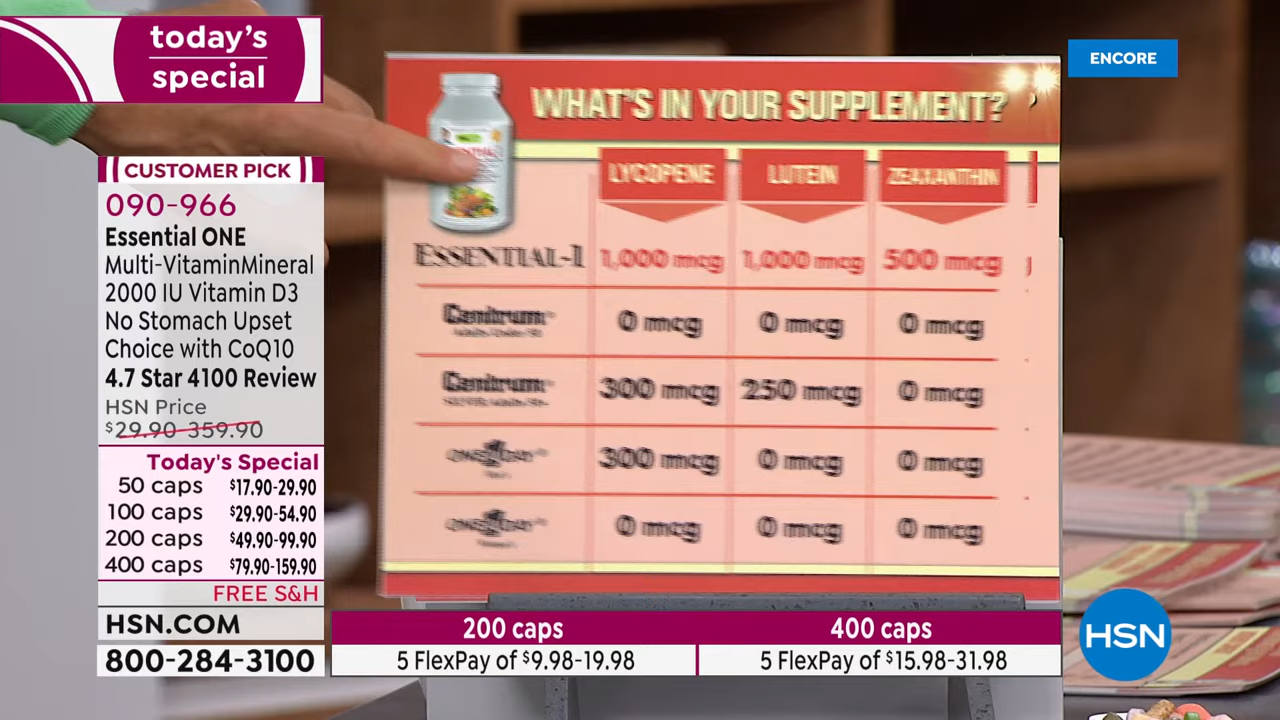 today's
special
CUSTOMER PICK
090-966
Essential ONE
Multi-VitaminMineral
2000 IU Vitamin D3
No Stomach Upset
Choice with CoQ10
4.7 Star 4100 Review
HSN Price
$29.90-359.90
Today's Special
50 caps $17.90-29.90
100 caps $29.90-54.90
200 caps $49.90-99.90
400 caps $79.90-159.90
FREE S&H
HSN.COM
800-284-3100
ENCORE
WHAT'S IN YOUR SUPPLEMENT?
LYCOPENE LUTEIN ZEAXANTHIN
ESSENTIAL-1 1,000 mcg 1,000 mcg 500 mcg
Centrum 0 mcg 0 mcg 0 mcg
Centrum 300 mcg 250 mcg 0 mcg
ONE A DAY 300 mcg 0 mcg 0 mcg
ONE A DAY 0 mcg 0 mcg 0 mcg
200 caps 400 caps
5 FlexPay of $9.98-19.98 5 FlexPay of $15.98-31.98
HSN